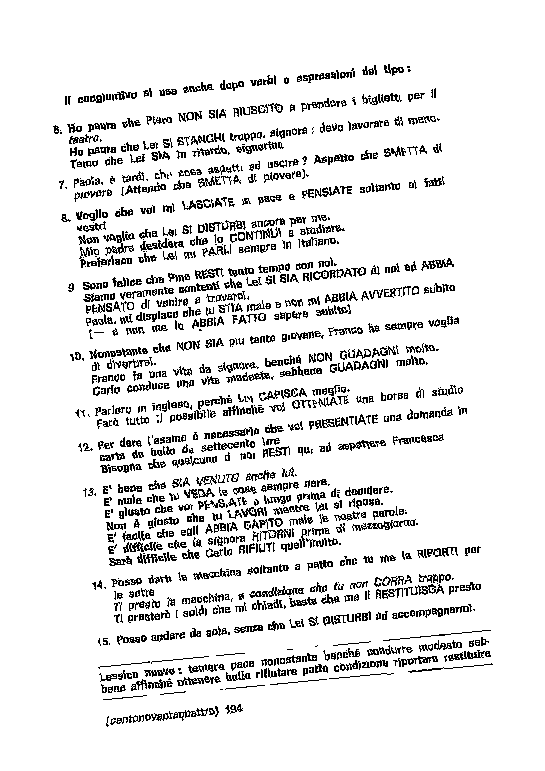 Il congiuntivo si usa anche dopo verbi o espressioni del tipo:
6. Ho paura che Piero NON SIA RIUSCITO a prendere i biglietti per il
teatro.
Ho paura che Lei SI STANCHI troppo, signora; devo lavorare di meno.
Temo che Lei SIA in ritardo, signorina
7. Paola, è tardi, che cosa aspetti ad uscire? Aspetto che SMETTA di
piovere (Attendo che SMETTA di piovere).
8. Voglio che voi mi LASCIATE in pace e PENSIATE soltanto ai fatti
vostri
Non voglio che Lei SI DISTURBI ancora per me.
Mio padre desidera che io CONTINUI a studiare.
Preferisco che Lei mi PARLI sempre in italiano.
9 Sono felice che Pino RESTI tanto tempo con noi.
Siamo veramente contenti che Lei SI SIA RICORDATO di noi ed ABBIA
PENSATO di venire a trovarci.
Paola, mi dispiace che tu STIA male e non mi ABBIA AVVERTITO subito
(— e non me lo ABBIA FATTO sapere subito)
10. Nonostante che NON SIA più tanto giovane, Franco ha sempre voglia
di divertirsi.
Franco fa una vita da signore, benché NON GUADAGNI molto.
Carlo conduce una vita modesta, sebbene GUADAGNI molto.
11. Parlerò in inglese, perché Lei CAPISCA meglio.
Farò tutto il possibile affinché voi OTTENIATE una borsa di studio
12. Per dare l'esame è necessario che voi PRESENTIATE una domanda in
carta da bollo da settecento lire
Bisogna che qualcuno di noi RESTI qui ad aspettare Francesca
13. E' bene che SIA VENUTO anche lui.
E' male che tu VEDA le cose sempre nere.
E' giusto che voi PENSIATE a lungo prima di decidere.
Non è giusto che tu LAVORI mentre lei si riposa.
E' facile che egli ABBIA CAPITO male le nostre parole.
E' difficile che la signora RITORNI prima di mezzogiorno.
Sarà difficile che Carlo RIFIUTI quell'invito.
14. Posso darti la macchina soltanto a patto che tu me la RIPORTI per
le sette
Ti presto la macchina, a condizione che tu non CORRA troppo.
Ti presterò i soldi che mi chiedi, basta che me li RESTITUISCA presto
15. Posso andare da sola, senza che Lei SI DISTURBI ad accompagnarmi.
Lessico nuovo: temere pace nonostante benché condurre modesto seb-
bene affinché ottenere bollo rifiutare patto condizione riportare restituire
(centonovantaquattro) 194